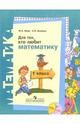 М. И. Моро, С. И. Волкова
Для тех,
кто любит
математику
1 класс
МАТЕМАТИКА